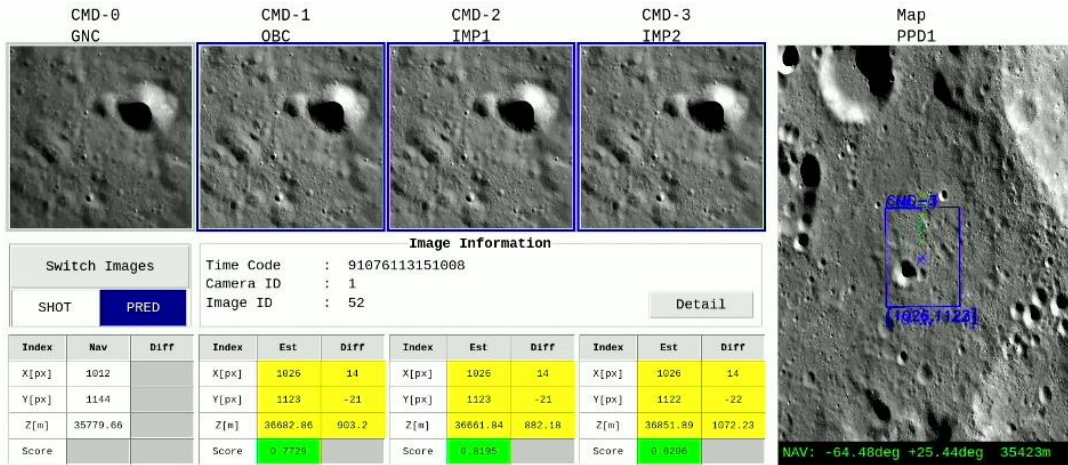 CMD-0 CMD-1 CMD-2 CMD-3 Map
GNC OBC IMP1 IMP2 PPD1
Image Information
Switch Images
SHOT PRED
Time Code : 91076113151008
Camera ID : 1
Image ID : 52
Detail
Index Nav Diff
X[px] 1012
Y[px] 1144
Z[m] 35779.66
Score
Index Est Diff
X[px] 1026 14
Y[px] 1123 -21
Z[m] 36682.86 903.2
Score 0.7729
Index Est Diff
X[px] 1026 14
Y[px] 1123 -21
Z[m] 36661.84 882.18
Score 0.8195
Index Est Diff
X[px] 1026 14
Y[px] 1122 -22
Z[m] 36851.89 1072.23
Score 0.8206
NAV: -64.48deg +25.44deg 35423m